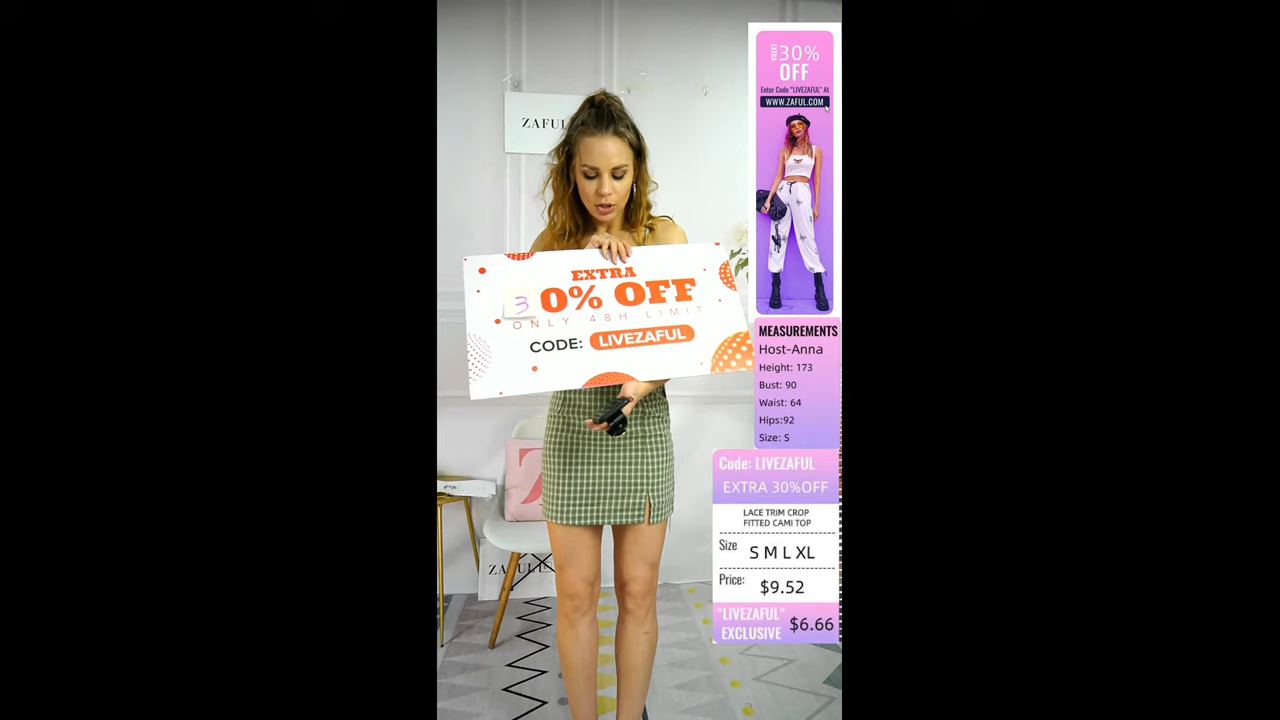 ZAFUL
EXTRA
30% OFF
ONLY 48H LIMIT
CODE: LIVEZAFUL
Z
ZAFUL
EXTRA 30%
OFF
Enter Code "LIVEZAFUL" At
WWW.ZAFUL.COM
MEASUREMENTS
Host-Anna
Height: 173
Bust: 90
Waist: 64
Hips:92
Size: S
Code: LIVEZAFUL
EXTRA 30%OFF
LACE TRIM CROP
FITTED CAMI TOP
Size
S M L XL
Price:
$9.52
"LIVEZAFUL"
EXCLUSIVE
$6.66